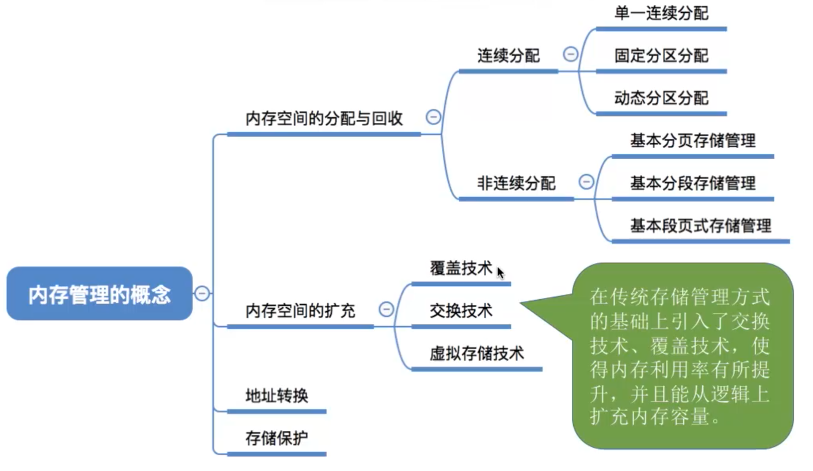 单一连续分配
连续分配
固定分区分配
动态分区分配
内存空间的分配与回收
基本分页存储管理
非连续分配
基本分段存储管理
基本段页式存储管理
内存管理的概念
覆盖技术
内存空间的扩充
交换技术
虚拟存储技术
地址转换
存储保护
在传统存储管理方式
的基础上引入了交换
技术、覆盖技术，使
得内存利用率有所提
升，并且能从逻辑上
扩充内存容量。